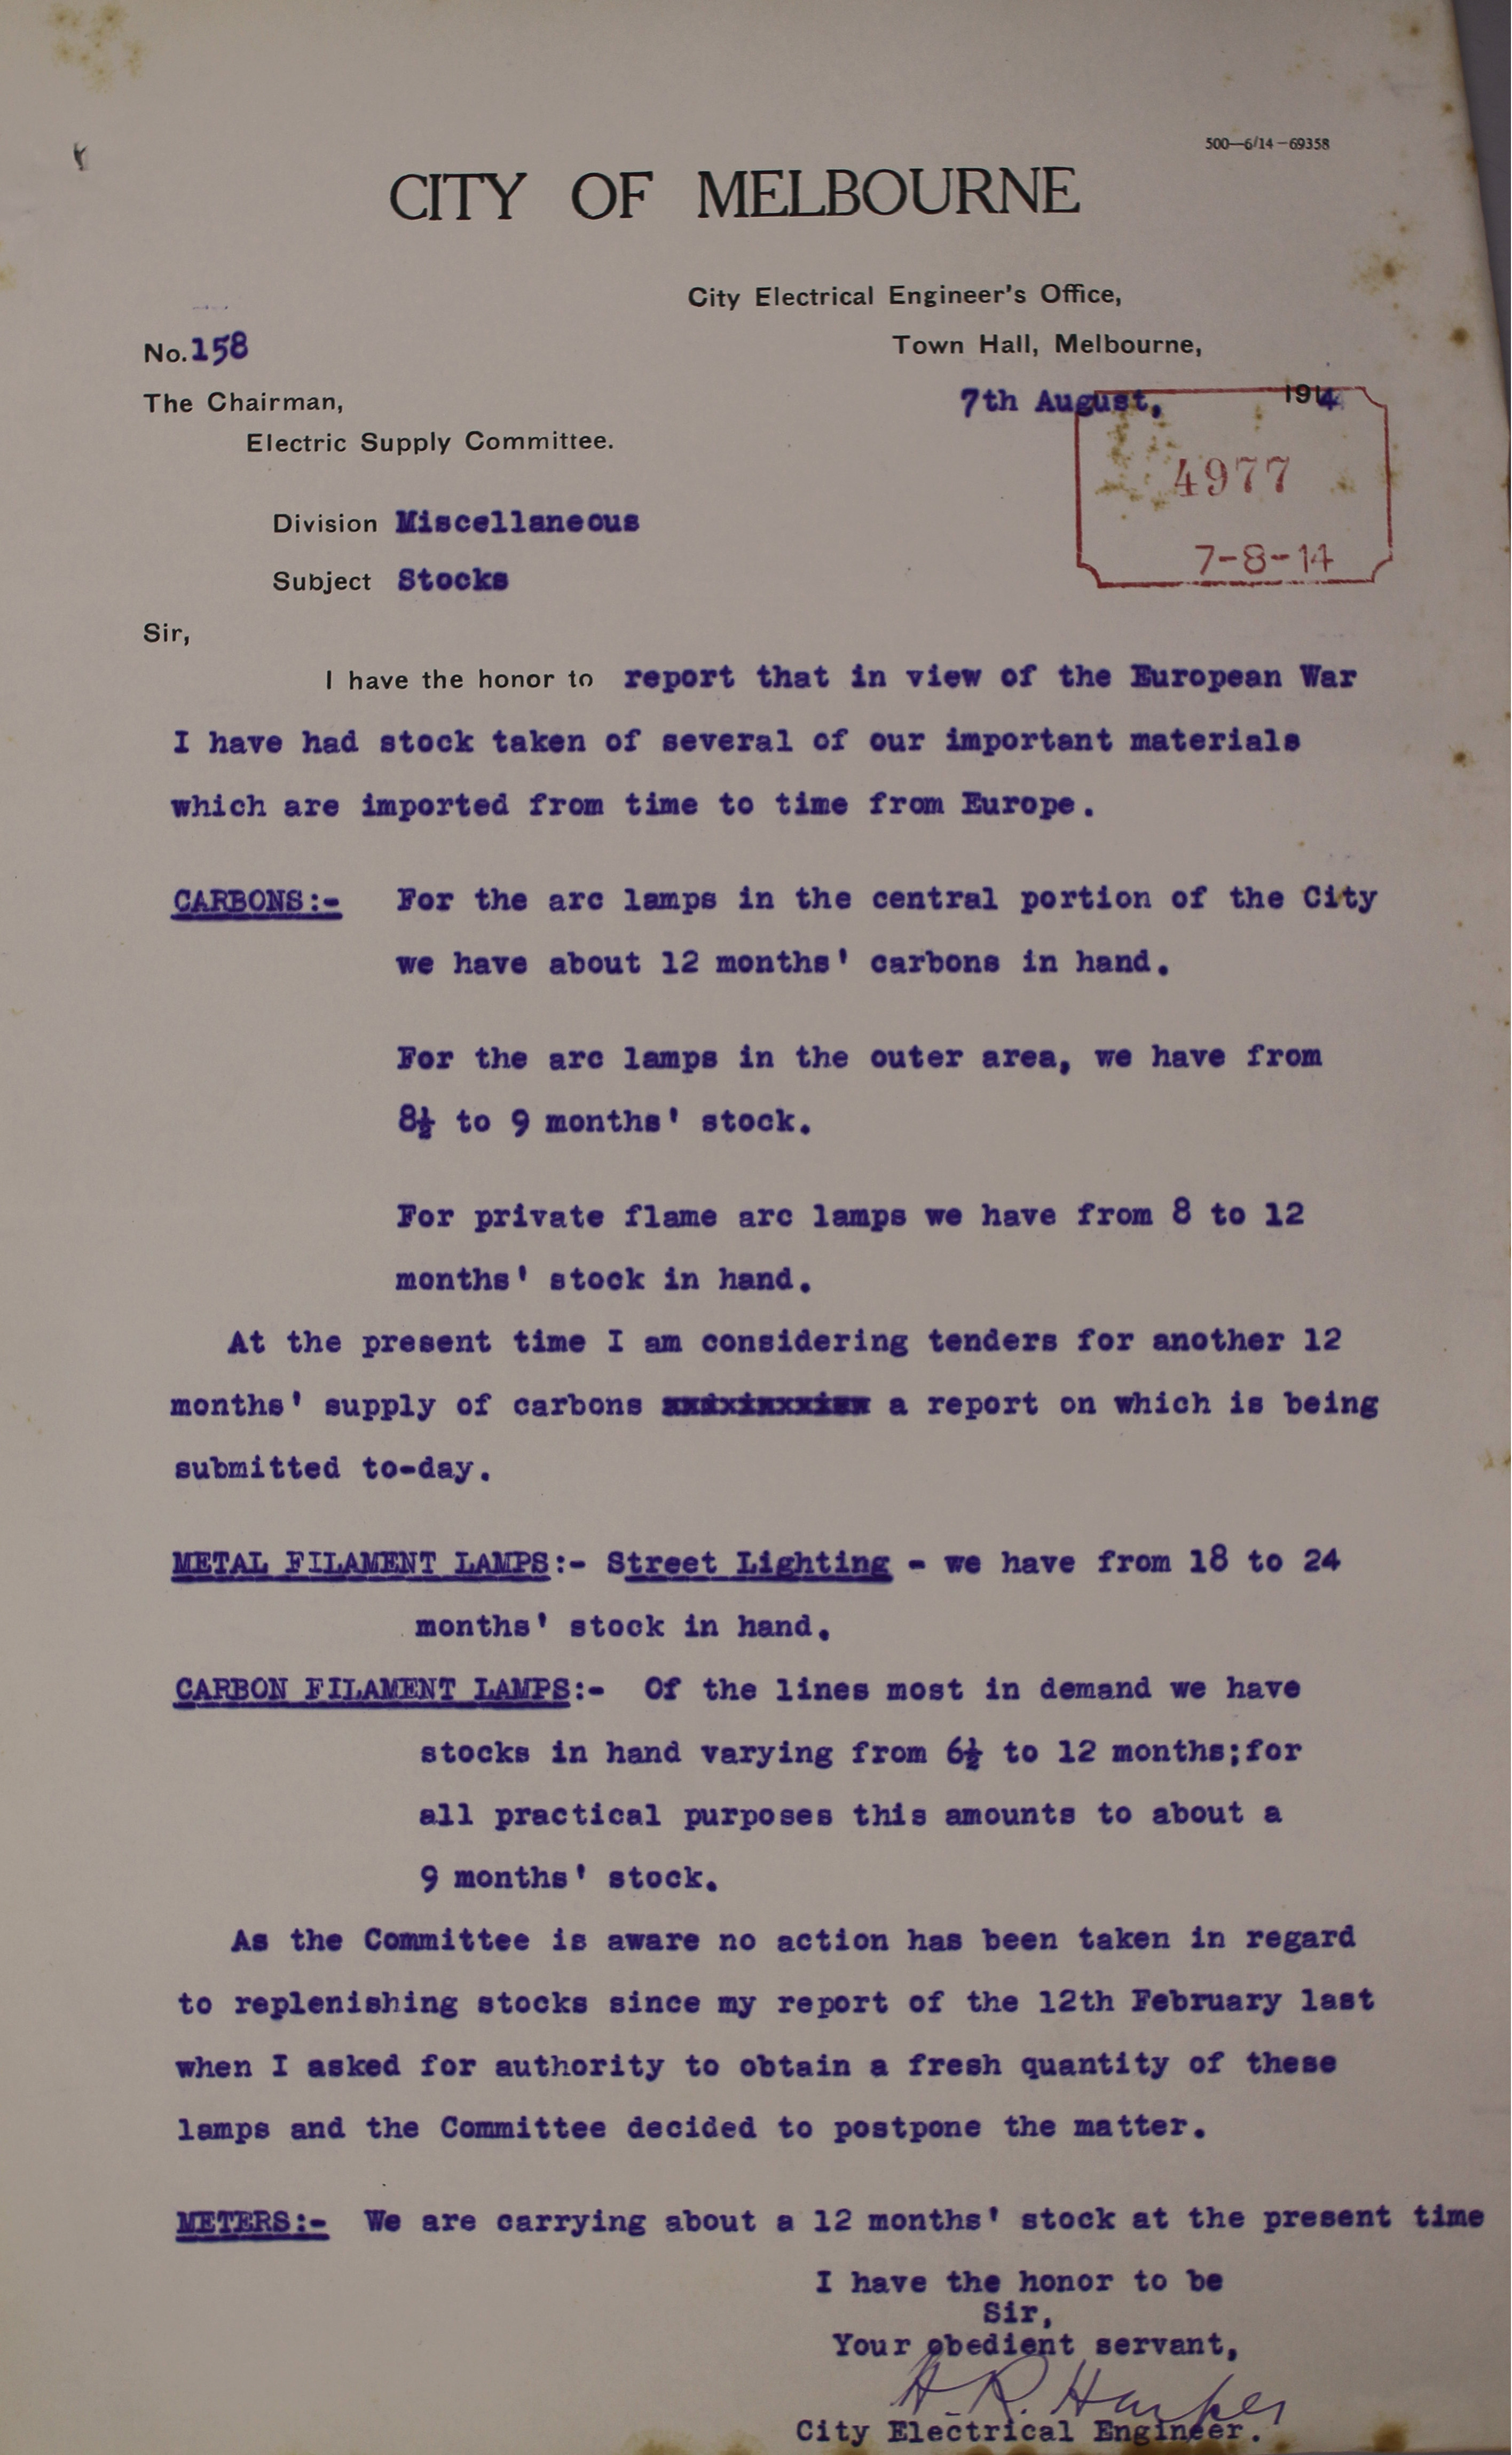 500—6/14—69358
CITY OF MELBOURNE
City Electrical Engineer's Office,
Town Hall, Melbourne,
No. 158
7th August, 1914
The Chairman,
Electric Supply Committee.
4977
7-8-14
Division Miscellaneous
Subject Stocks
Sir,
I have the honor to report that in view of the European War
I have had stock taken of several of our important materials
which are imported from time to time from Europe.
CARBONS:- For the arc lamps in the central portion of the City
we have about 12 months' carbons in hand.
For the arc lamps in the outer area, we have from
8½ to 9 months' stock.
For private flame arc lamps we have from 8 to 12
months' stock in hand.
At the present time I am considering tenders for another 12
months' supply of carbons a report on which is being
submitted to-day.
METAL FILAMENT LAMPS:- Street Lighting - we have from 18 to 24
months' stock in hand.
CARBON FILAMENT LAMPS:- Of the lines most in demand we have
stocks in hand varying from 6½ to 12 months;for
all practical purposes this amounts to about a
9 months' stock.
As the Committee is aware no action has been taken in regard
to replenishing stocks since my report of the 12th February last
when I asked for authority to obtain a fresh quantity of these
lamps and the Committee decided to postpone the matter.
METERS:- We are carrying about a 12 months' stock at the present time
I have the honor to be
Sir,
Your obedient servant,
H.R. Harper
City Electrical Engineer.